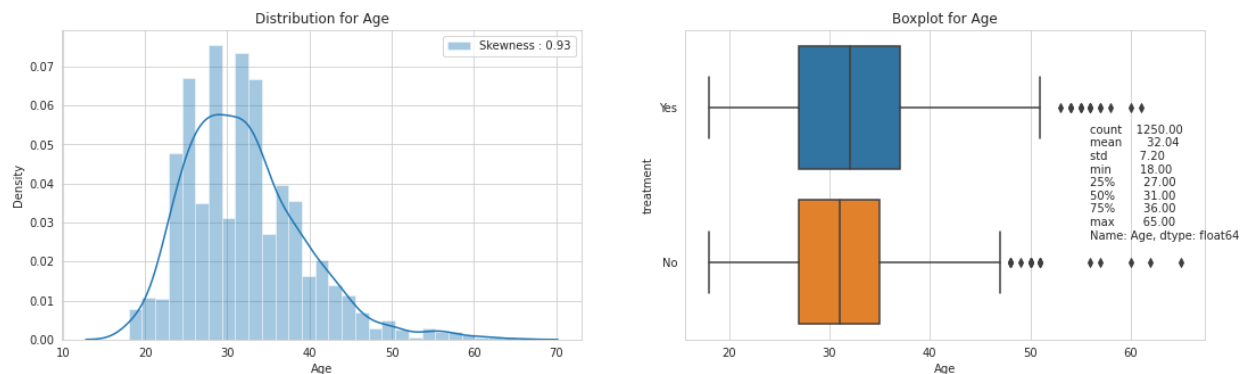 Distribution for Age
Skewness : 0.93
0.07
0.06
0.05
0.04
0.03
0.02
0.01
0.00
Density
10 20 30 40 50 60 70
Age
Boxplot for Age
Yes
No
treatment
count 1250.00
mean 32.04
std 7.20
min 18.00
25% 27.00
50% 31.00
75% 36.00
max 65.00
Name: Age, dtype: float64
20 30 40 50 60
Age